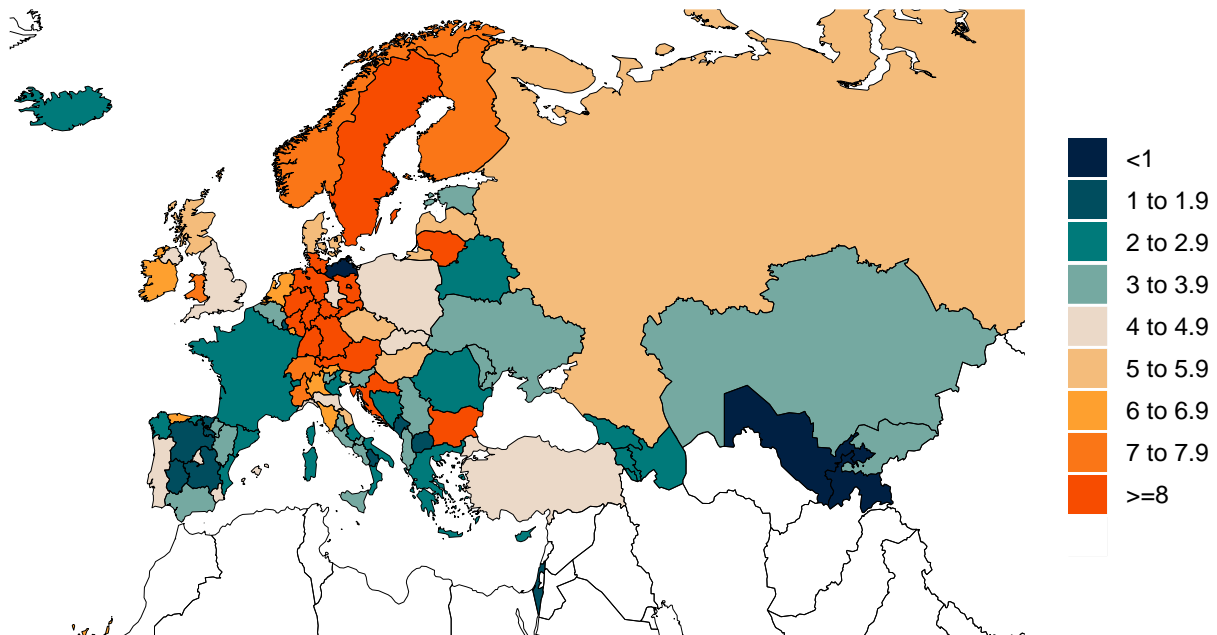 <1
1 to 1.9
2 to 2.9
3 to 3.9
4 to 4.9
5 to 5.9
6 to 6.9
7 to 7.9
>=8